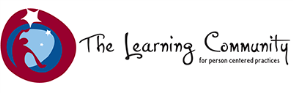 The Learning Community
for person centered practices